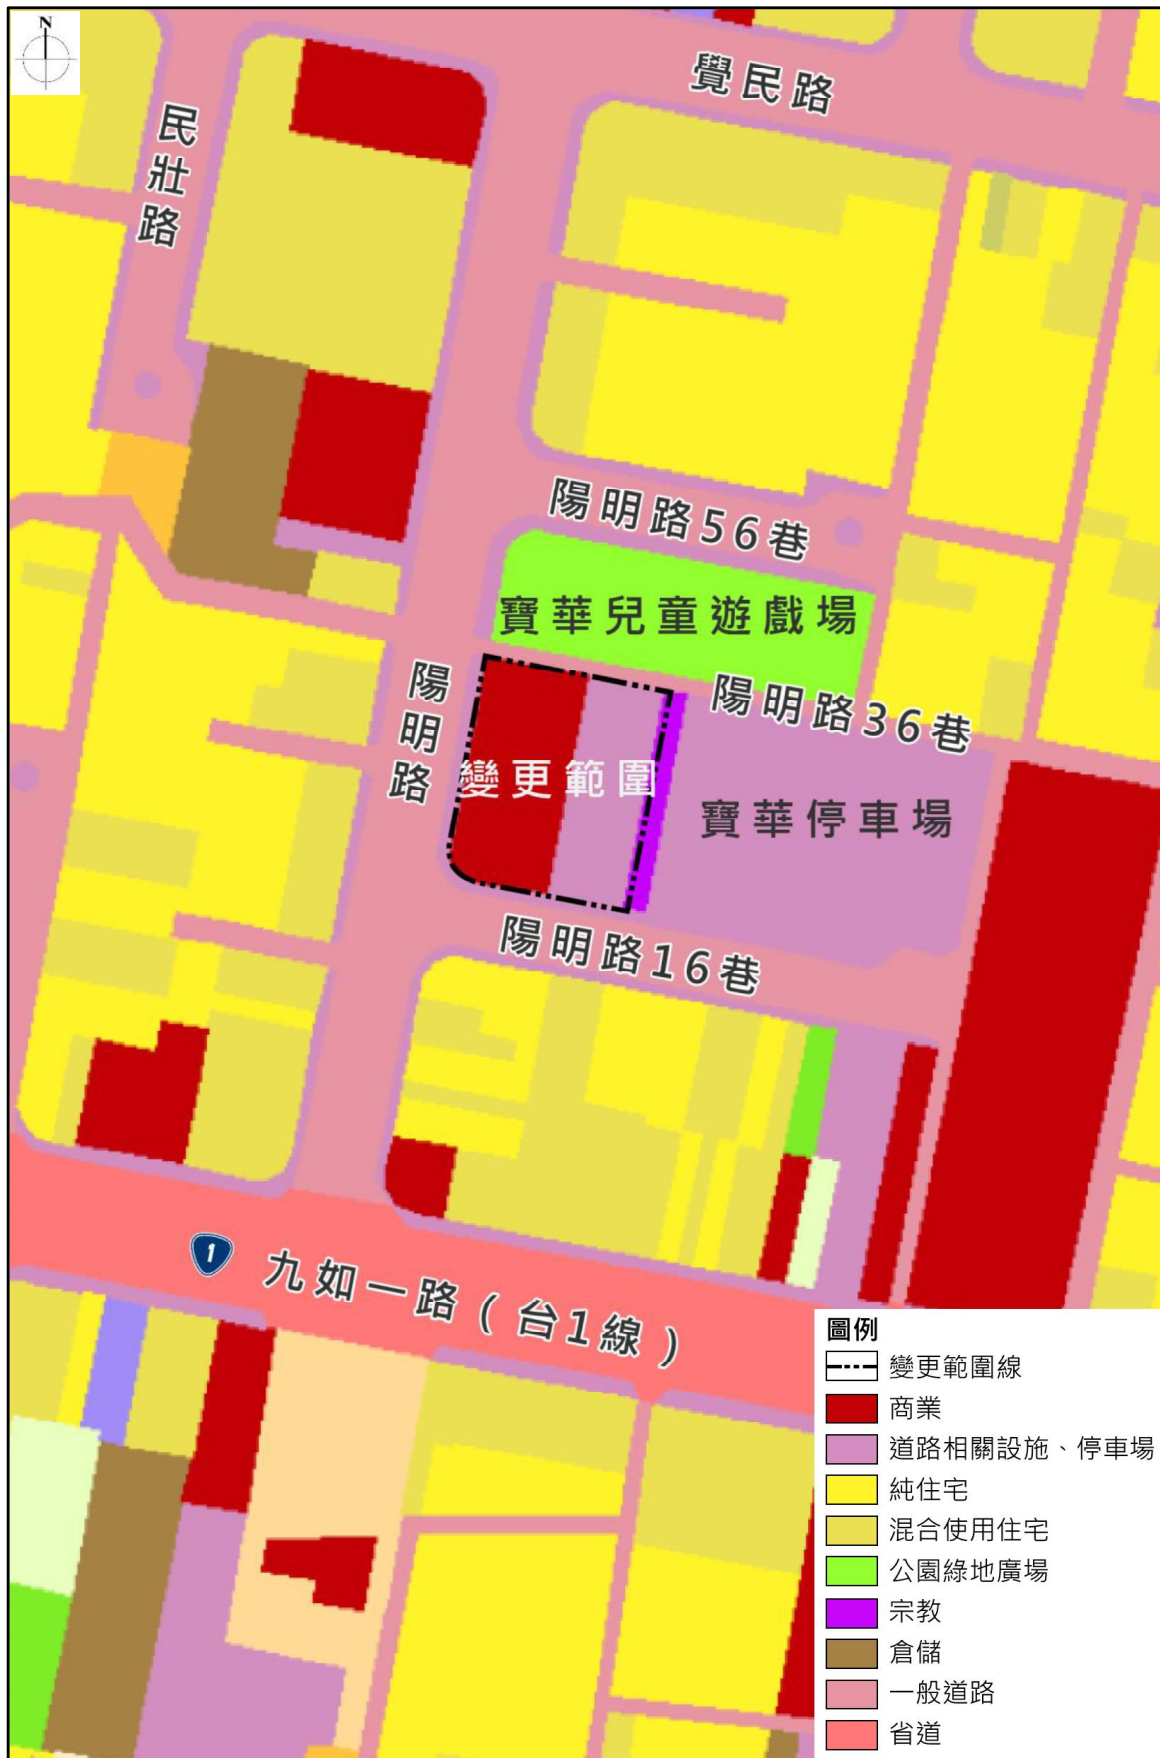 N
覺民路
民壯路
陽明路56巷
寶華兒童遊戲場
陽明路36巷
陽明路
變更範圍
寶華停車場
陽明路16巷
1
九如一路（台1線）
圖例
變更範圍線
商業
道路相關設施、停車場
純住宅
混合使用住宅
公園綠地廣場
宗教
倉儲
一般道路
省道